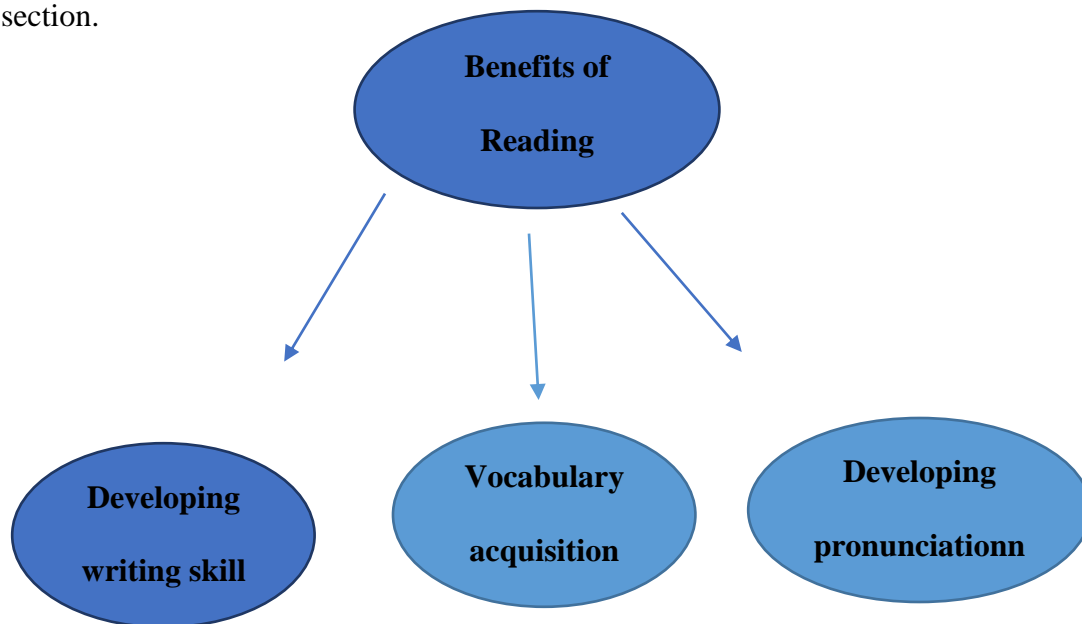 section.
Benefits of
Reading
Developing
writing skill
Vocabulary
acquisition
Developing
pronunciationn